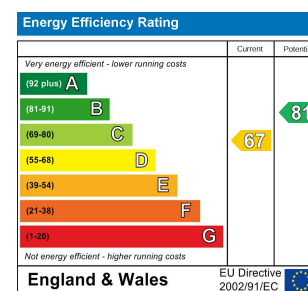 Energy Efficiency Rating
Current Potenti
Very energy efficient - lower running costs
(92 plus) A
(81-91) B
81
(69-80) C
67
(55-68) D
(39-54) E
(21-38) F
(1-20) G
Not energy efficient - higher running costs
England & Wales
EU Directive
2002/91/EC